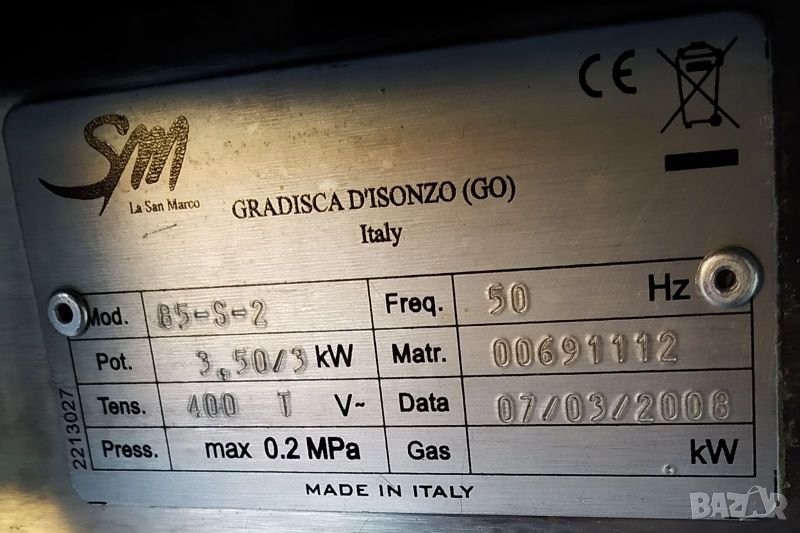 CE
SM
La San Marco
GRADISCA D'ISONZO (GO)
Italy
Mod. 85-S-2 Freq. 50 Hz
Pot. 3,50/3 kW Matr. 00691112
Tens. 400 T V~ Data 07/03/2008
Press. max 0.2 MPa Gas . kW
2213027
MADE IN ITALY
BAZAR